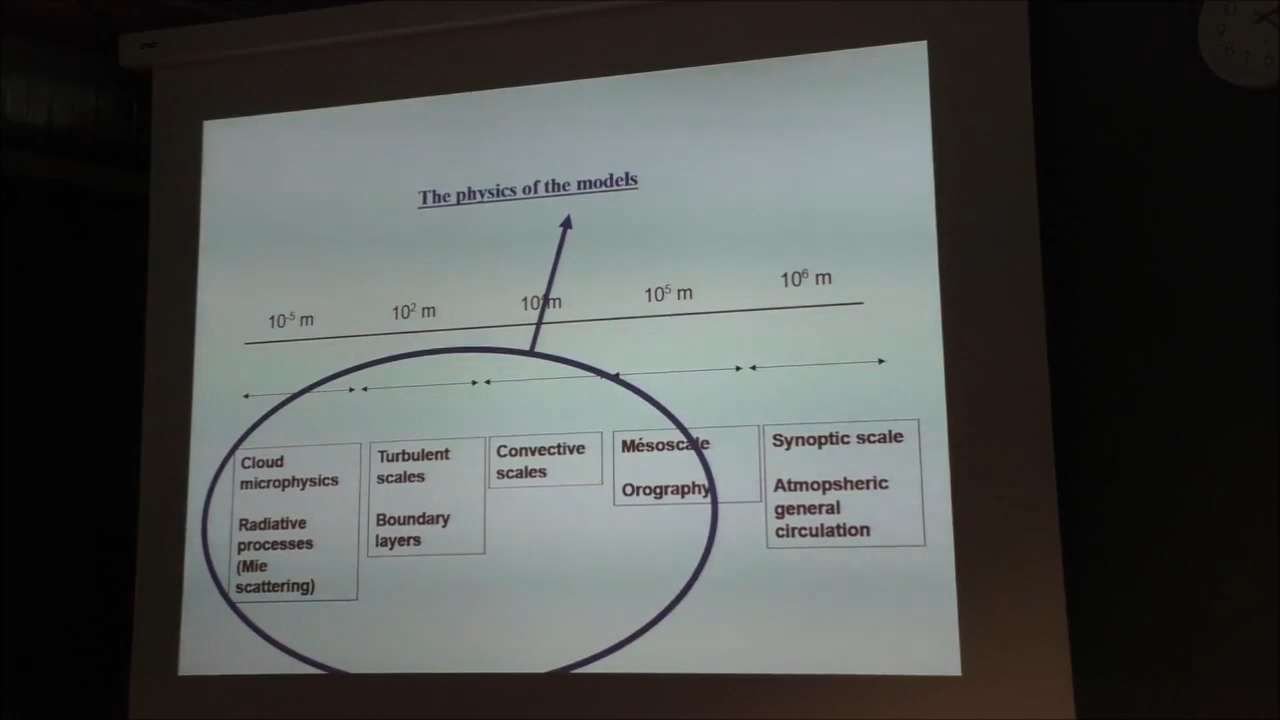 The physics of the models
10⁻⁵ m
10² m
m
10⁵ m
10⁶ m
Cloud
microphysics
Radiative
processes
(Mie
scattering)
Turbulent
scales
Boundary
layers
Convective
scales
Mésoscale
Orography
Synoptic scale
Atmopsheric
general
circulation